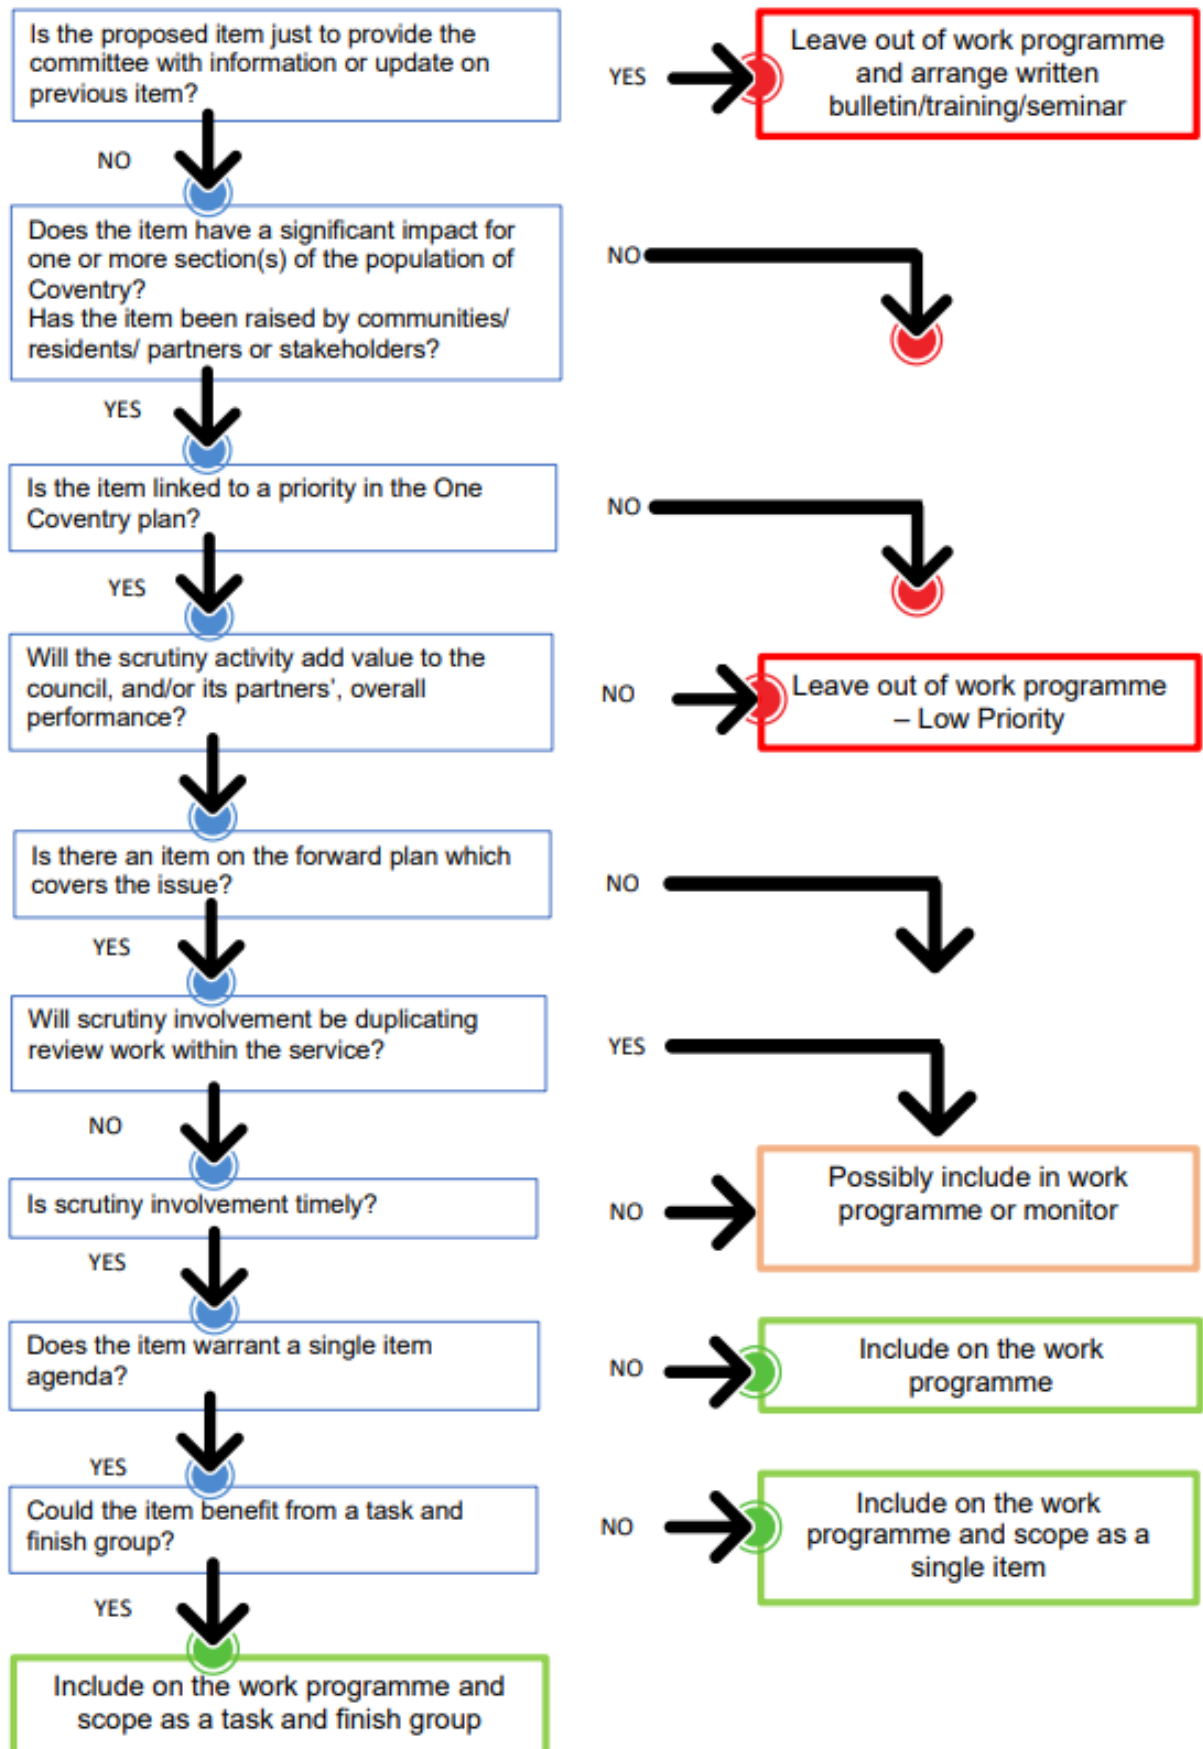 Is the proposed item just to provide the
committee with information or update on
previous item?
YES
Leave out of work programme
and arrange written
bulletin/training/seminar
NO
Does the item have a significant impact for
one or more section(s) of the population of
Coventry?
Has the item been raised by communities/
residents/ partners or stakeholders?
NO
YES
Is the item linked to a priority in the One
Coventry plan?
NO
YES
Will the scrutiny activity add value to the
council, and/or its partners', overall
performance?
NO
Leave out of work programme
– Low Priority
Is there an item on the forward plan which
covers the issue?
NO
YES
Will scrutiny involvement be duplicating
review work within the service?
YES
NO
Is scrutiny involvement timely?
NO
Possibly include in work
programme or monitor
YES
Does the item warrant a single item
agenda?
NO
Include on the work
programme
YES
Could the item benefit from a task and
finish group?
NO
Include on the work
programme and scope as a
single item
YES
Include on the work programme and
scope as a task and finish group